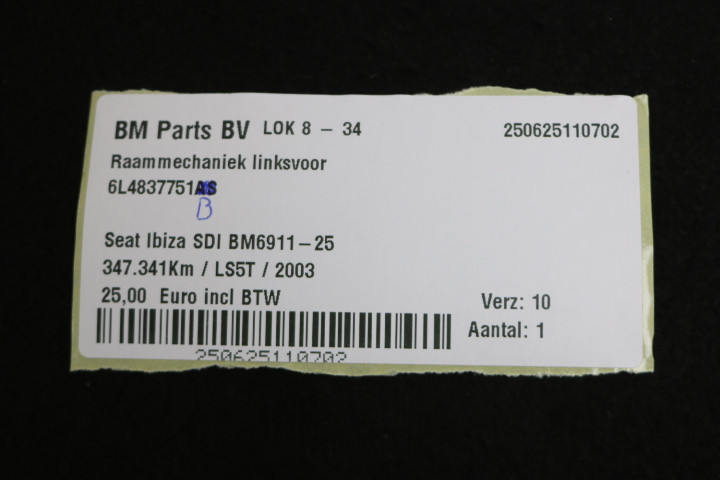 BM Parts BV LOK 8 - 34 250625110702
Raammechaniek linksvoor
6L4837751AS
B
Seat Ibiza SDI BM6911-25
347.341Km / LS5T / 2003
25,00 Euro incl BTW
Verz: 10
Aantal: 1
250625110702